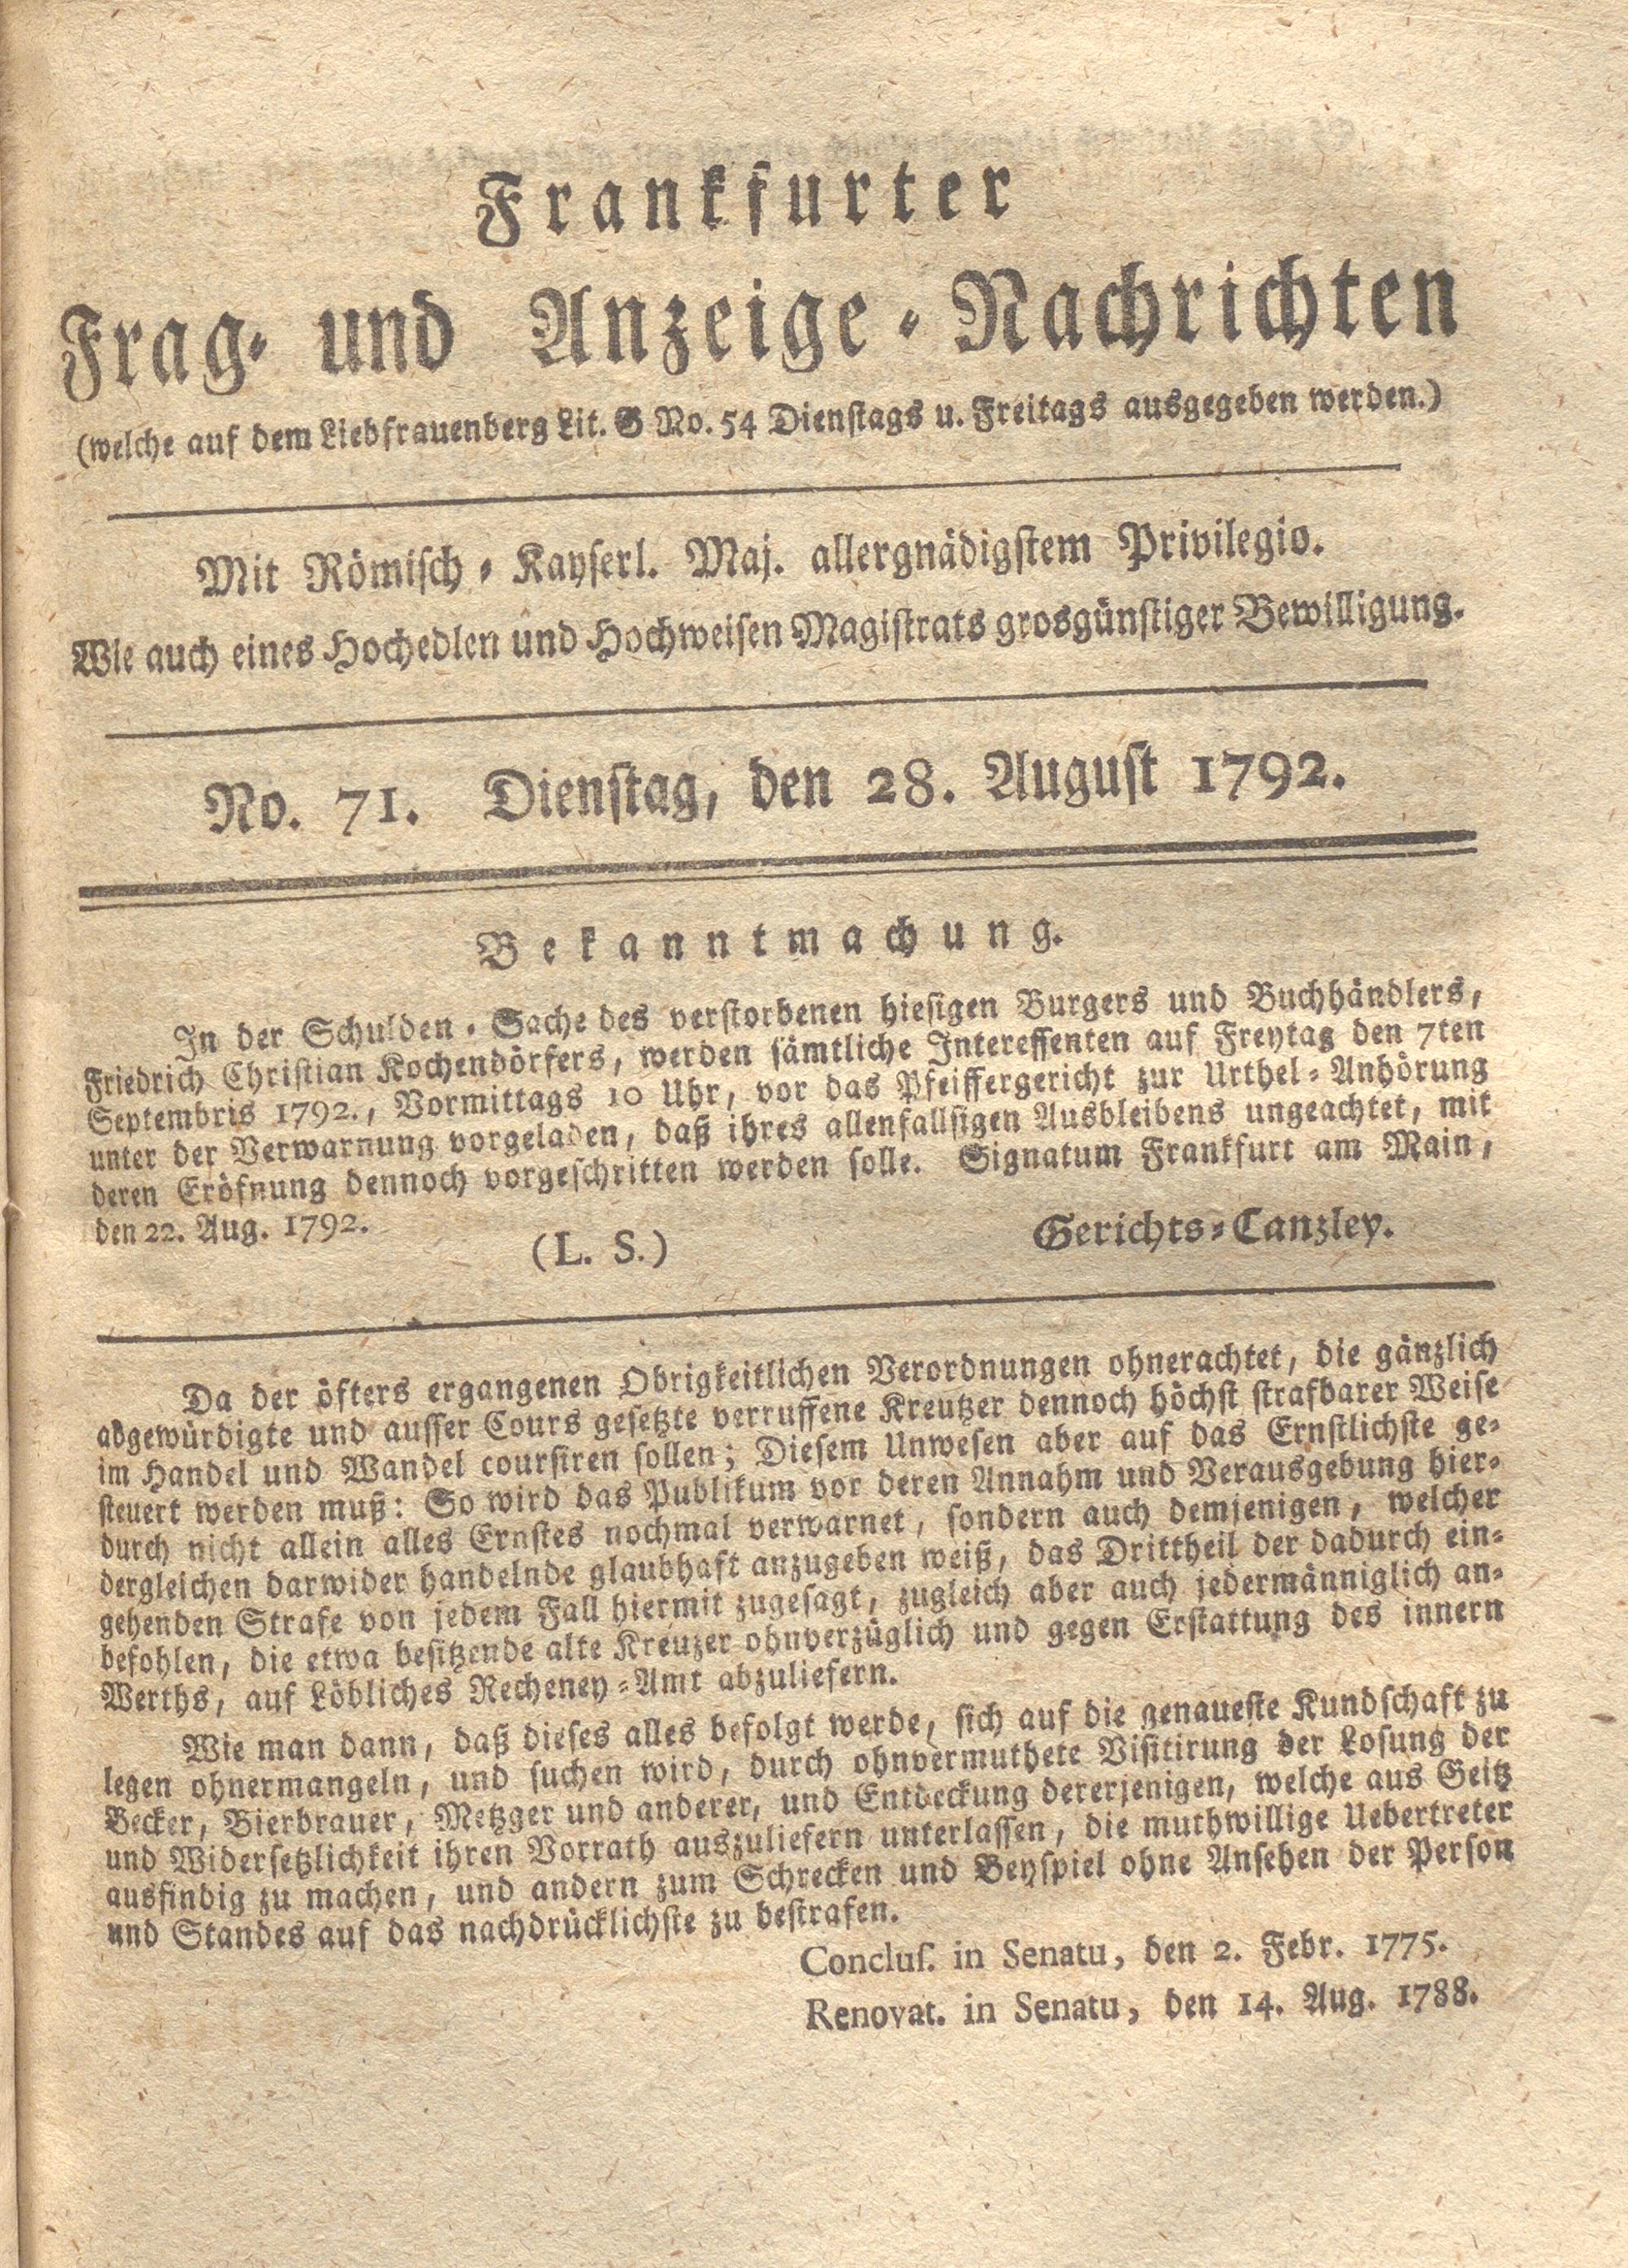 Frankfurter
Frag- und Anzeige-Nachrichten
(welche auf dem Liebfrauenberg Lit. G No. 54 Dienstags u. Freitags ausgegeben werden.)
Mit Römisch-Kayserl. Maj. allergnädigstem Privilegio.
Wie auch eines Hochedlen und Hochweisen Magistrats grosgünstiger Bewilligung.
No. 71. Dienstag, den 28. August 1792.
Bekanntmachung.
In der Schulden-Sache des verstorbenen hiesigen Burgers und Buchhändlers,
Friedrich Christian Kochendörfers, werden sämtliche Interessenten auf Freytag den 7ten
Septembris 1792., Vormittags 10 Uhr, vor das Pfeiffergericht zur Urthel-Anhörung
unter der Verwarnung vorgeladen, daß ihres allenfallsigen Ausbleibens ungeachtet, mit
deren Eröfnung dennoch vorgeschritten werden solle. Signatum Frankfurt am Main,
den 22. Aug. 1792.
(L. S.) Gerichts-Canzley.
Da der öfters ergangenen Obrigkeitlichen Verordnungen ohnerachtet, die gänzlich
abgewürdigte und ausser Cours gesetzte verruffene Kreutzer dennoch höchst strafbarer Weise
im Handel und Wandel coursiren sollen; Diesem Unwesen aber auf das Ernstlichste ge-
steuert werden muß: So wird das Publikum vor deren Annahm und Verausgebung hier-
durch nicht allein alles Ernstes nochmal verwarnet, sondern auch demjenigen, welcher
dergleichen darwider handelnde glaubhaft anzugeben weiß, das Drittheil der dadurch ein-
gehenden Strafe von jedem Fall hiermit zugesagt, zugleich aber auch jedermänniglich an-
befohlen, die etwa besitzende alte Kreuzer ohnverzüglich und gegen Erstattung des innern
Werths, auf Löbliches Recheney-Amt abzuliefern.
Wie man dann, daß dieses alles befolgt werde, sich auf die genaueste Kundschaft zu
legen ohnermangeln, und suchen wird, durch ohnvermuthete Visitirung der Losung der
Becker, Bierbrauer, Metzger und anderer, und Entdeckung dererjenigen, welche aus Geitz
und Widersetzlichkeit ihren Vorrath auszuliefern unterlassen, die muthwillige Uebertreter
ausfindig zu machen, und andern zum Schrecken und Beyspiel ohne Ansehen der Person
und Standes auf das nachdrücklichste zu bestrafen.
Concluſ. in Senatu, den 2. Febr. 1775.
Renovat. in Senatu, den 14. Aug. 1788.